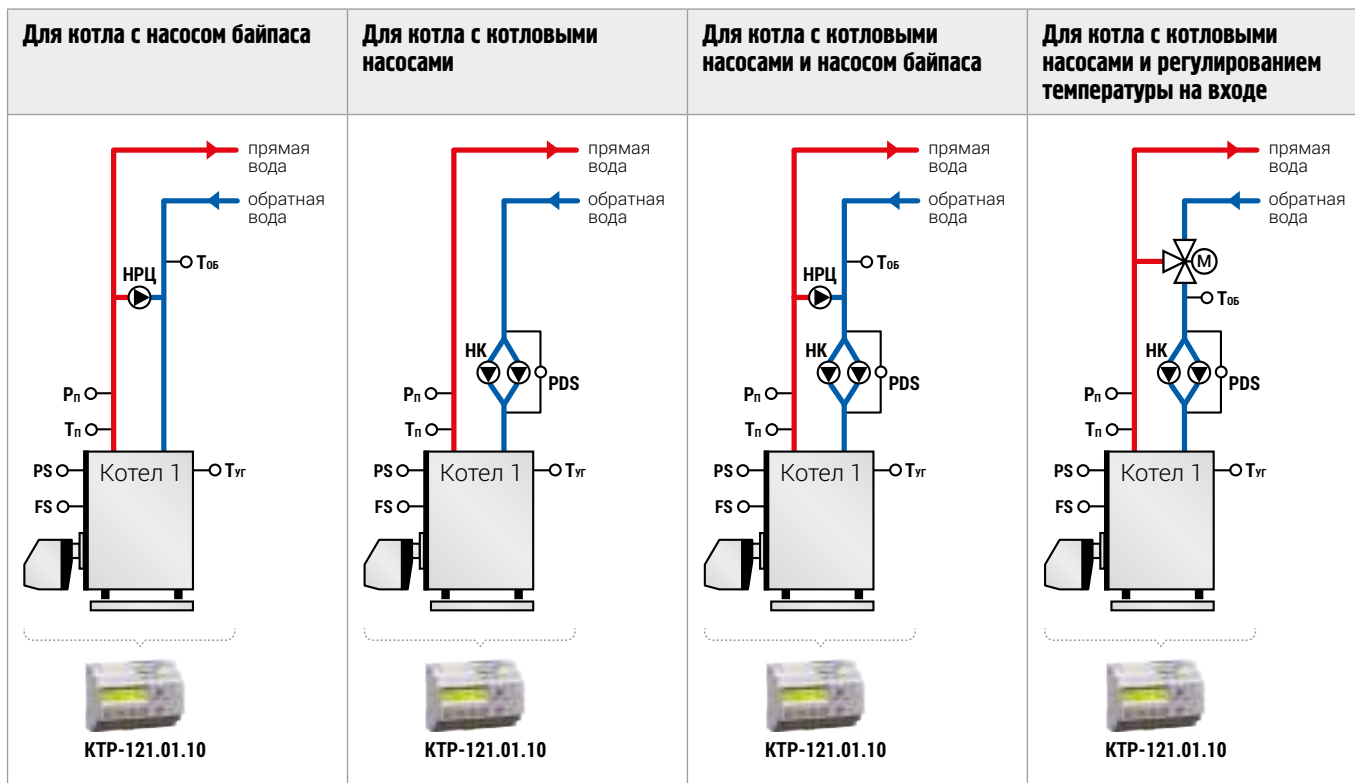 Для котла с насосом байпаса
Для котла с котловыми
насосами
Для котла с котловыми
насосами и насосом байпаса
Для котла с котловыми
насосами и регулированием
температуры на входе
прямая
вода
обратная
вода
Тоб
НРЦ
Рп
Тп
PS
FS
Котел 1
Туг
КТР-121.01.10
прямая
вода
обратная
вода
НК
PDS
Рп
Тп
PS
FS
Котел 1
Туг
КТР-121.01.10
прямая
вода
обратная
вода
Тоб
НРЦ
НК
PDS
Рп
Тп
PS
FS
Котел 1
Туг
КТР-121.01.10
прямая
вода
обратная
вода
М
Тоб
НК
PDS
Рп
Тп
PS
FS
Котел 1
Туг
КТР-121.01.10